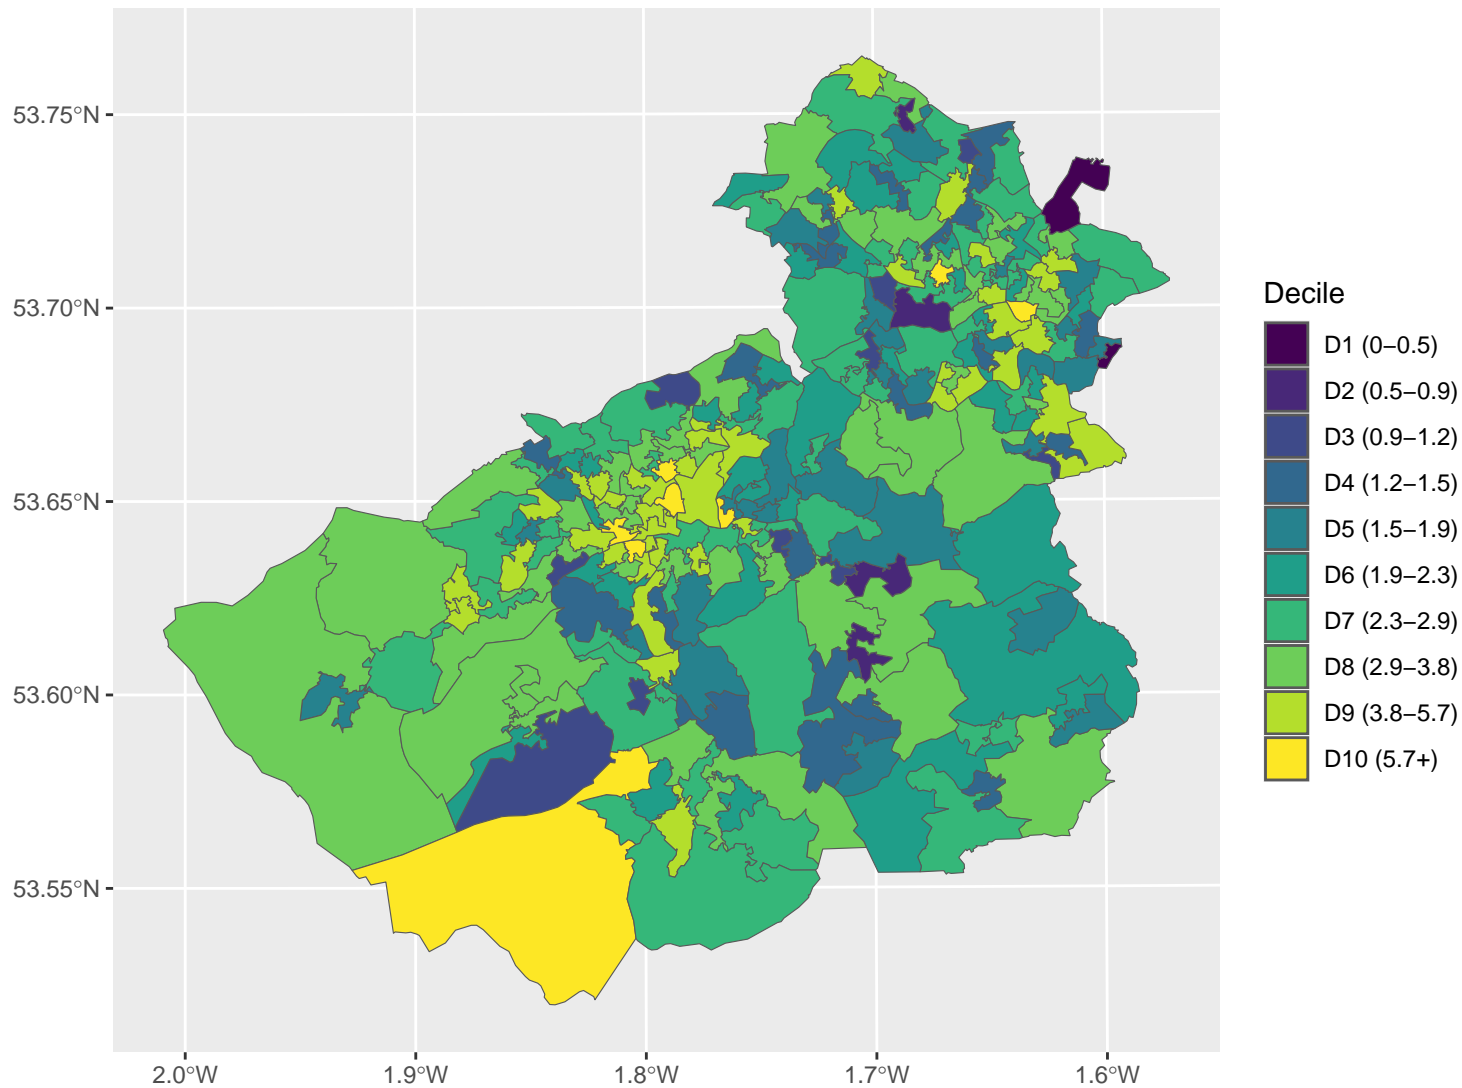 53.75°N
53.70°N
53.65°N
53.60°N
53.55°N
2.0°W
1.9°W
1.8°W
1.7°W
1.6°W
Decile
D1 (0–0.5)
D2 (0.5–0.9)
D3 (0.9–1.2)
D4 (1.2–1.5)
D5 (1.5–1.9)
D6 (1.9–2.3)
D7 (2.3–2.9)
D8 (2.9–3.8)
D9 (3.8–5.7)
D10 (5.7+)